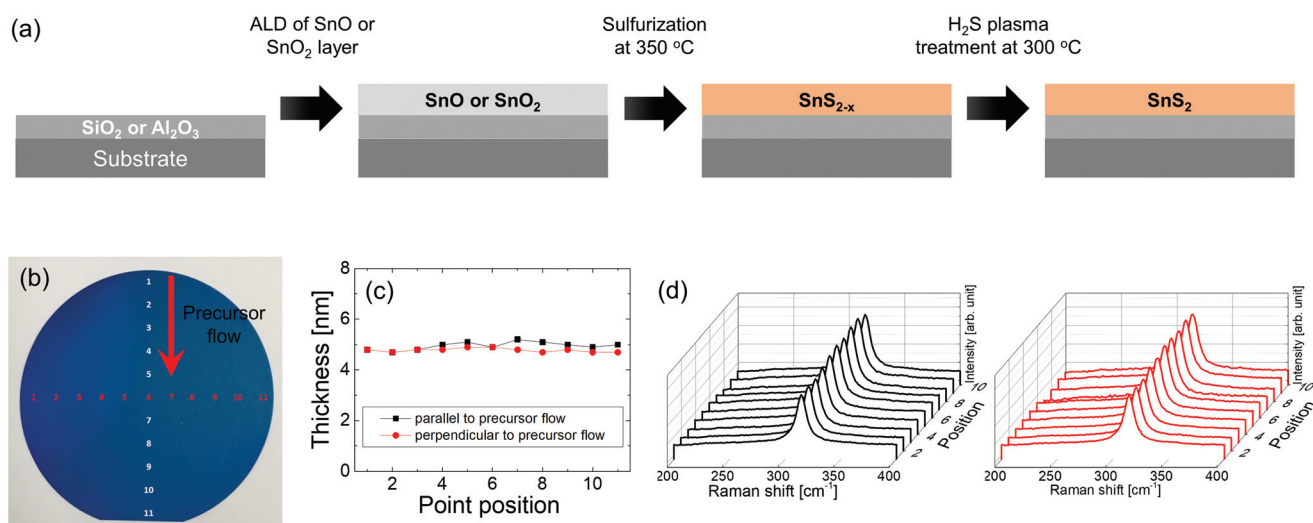 (a)
ALD of SnO or
SnO₂ layer
Sulfurization
at 350 °C
H₂S plasma
treatment at 300 °C
SiO₂ or Al₂O₃
Substrate
SnO or SnO₂
SnS₂₋ₓ
SnS₂
(b)
Precursor
flow
1
2
3
4
5
1 2 3 4 5 6 7 8 9 10 11
7
8
9
10
11
(c)
Thickness [nm]
8
6
4
2
0
parallel to precursor flow
perpendicular to precursor flow
2 4 6 8 10
Point position
(d)
Intensity [arb. unit]
10
8
6
4
2
Position
200 250 300 350 400
Raman shift [cm⁻¹]
Intensity [arb. unit]
10
8
6
4
2
Position
200 250 300 350 400
Raman shift [cm⁻¹]